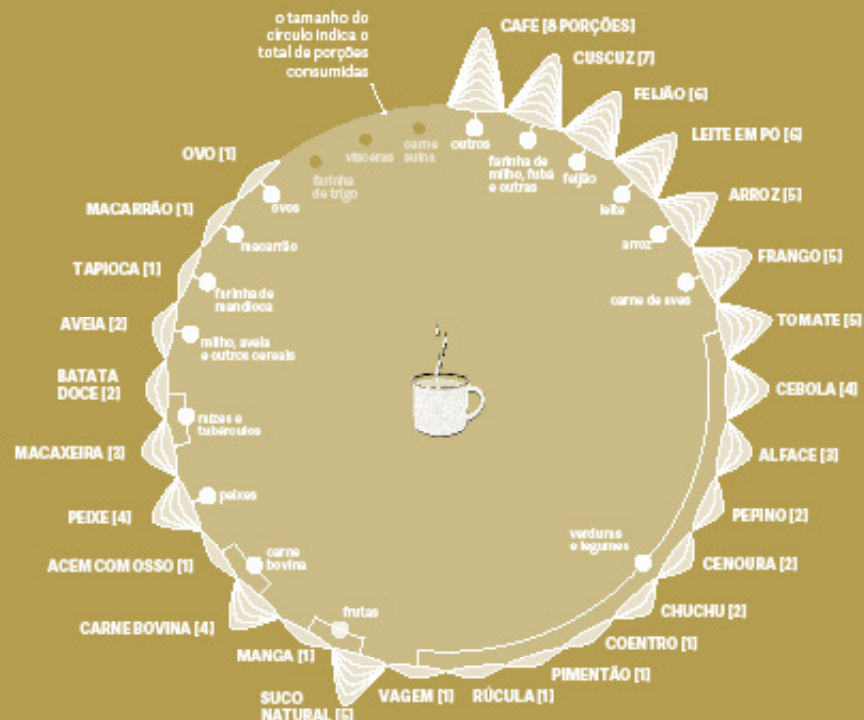 o tamanho do
círculo indica o
total de porções
consumidas
CAFÉ [8 PORÇÕES]
CUSCUZ [7]
FEIJÃO [6]
LEITE EM PÓ [6]
ARROZ [5]
FRANGO [5]
TOMATE [5]
CEBOLA [4]
ALFACE [3]
PEPINO [2]
CENOURA [2]
CHUCHU [2]
COENTRO [1]
PIMENTÃO [1]
RÚCULA [1]
VAGEM [1]
SUCO
NATURAL [5]
MANGA [1]
CARNE BOVINA [4]
ACÉM COM OSSO [1]
PEIXE [4]
MACAXEIRA [3]
BATATA
DOCE [2]
AVEIA [2]
TAPIOCA [1]
MACARRÃO [1]
OVO [1]
outros
farinha de
milho, fubá
e outras
feijão
leite
arroz
carne de aves
verduras
e legumes
frutas
carne
bovina
peixes
raízes e
tubérculos
milho, aveia
e outros cereais
farinha de
mandioca
macarrão
ovos
farinha
de trigo
vísceras
carne
suína